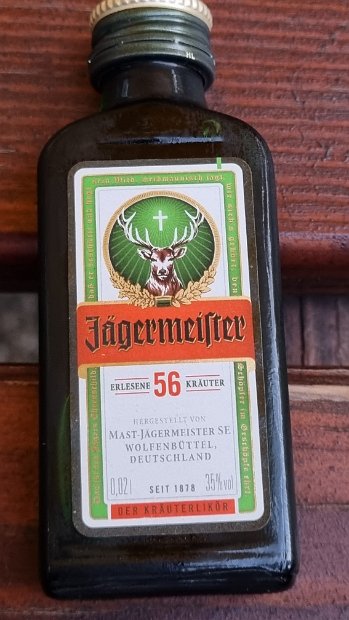 Jägermeister
ERLESENE 56 KRÄUTER
HERGESTELLT VON
MAST-JÄGERMEISTER SE
WOLFENBÜTTEL,
DEUTSCHLAND
0,02l SEIT 1878 35%vol
DER KRÄUTERLIKÖR